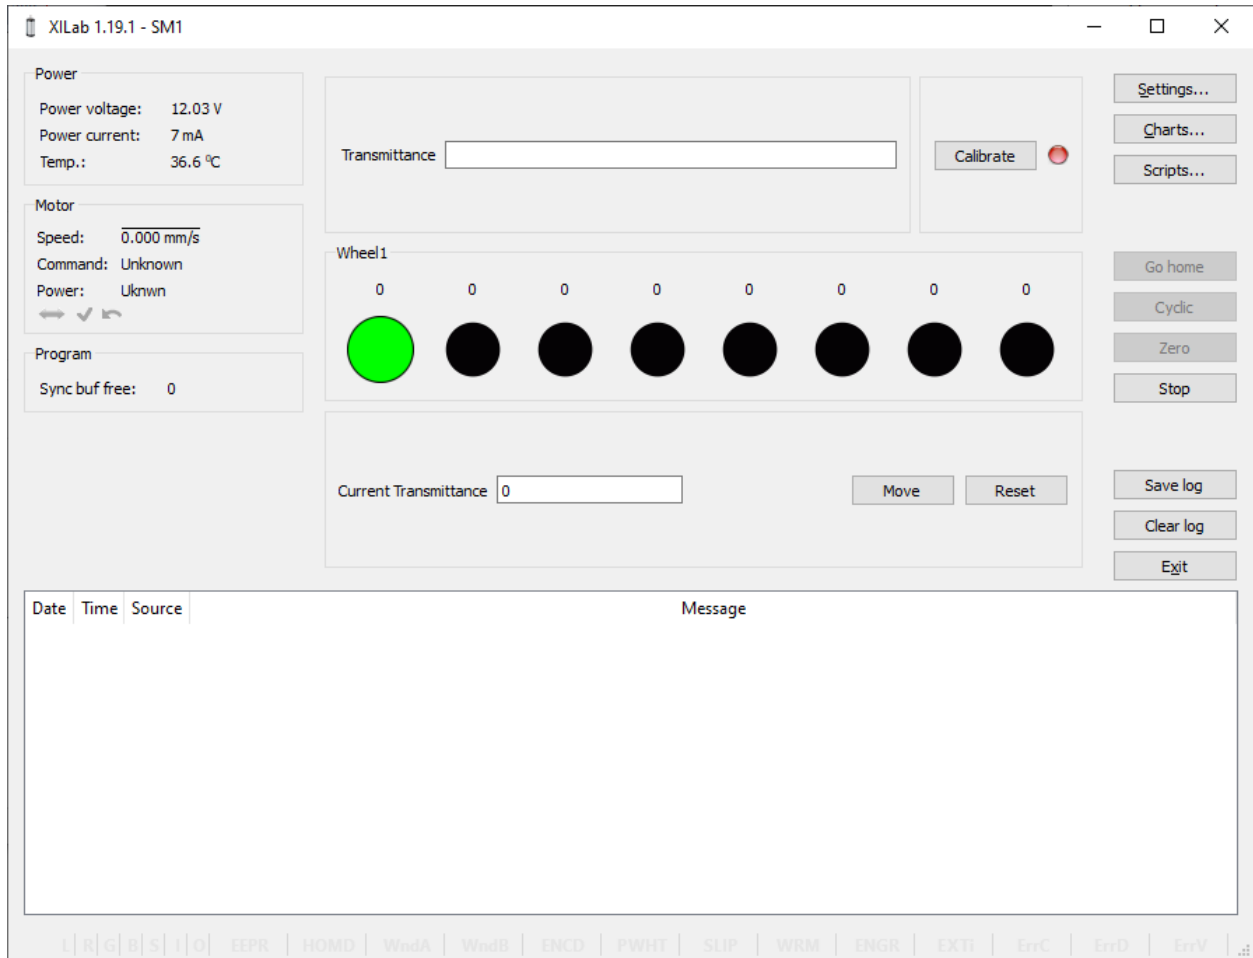 XILab 1.19.1 - SM1
Power
Power voltage: 12.03 V
Power current: 7 mA
Temp.: 36.6 ⁰C
Motor
Speed: 0.000 mm/s
Command: Unknown
Power: Uknwn
Program
Sync buf free: 0
Transmittance
Calibrate
Wheel1
0 0 0 0 0 0 0 0
Current Transmittance 0
Move Reset
Settings...
Charts...
Scripts...
Go home
Cyclic
Zero
Stop
Save log
Clear log
Exit
Date Time Source Message
L R G B S I O EEPR HOMD WndA WndB ENCD PWHT SLIP WRM ENGR EXTi ErrC ErrD ErrV